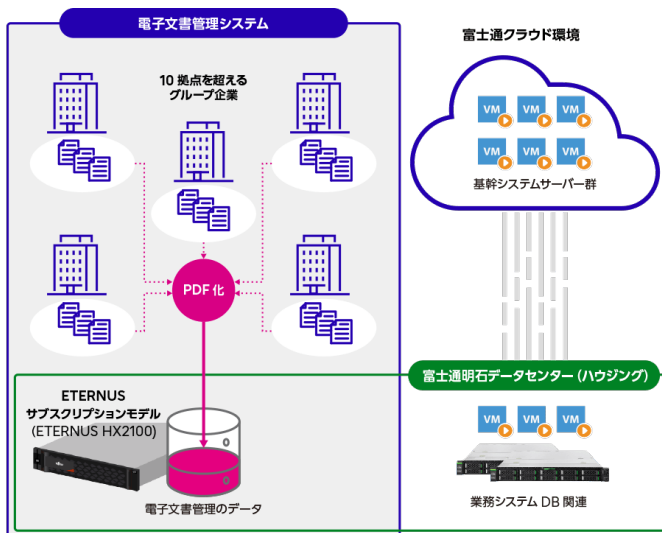 電子文書管理システム
10 拠点を超える
グループ企業
PDF 化
ETERNUS
サブスクリプションモデル
(ETERNUS HX2100)
電子文書管理のデータ
富士通クラウド環境
VM VM VM
VM VM VM
基幹システムサーバー群
富士通明石データセンター（ハウジング）
VM VM VM
業務システム DB 関連